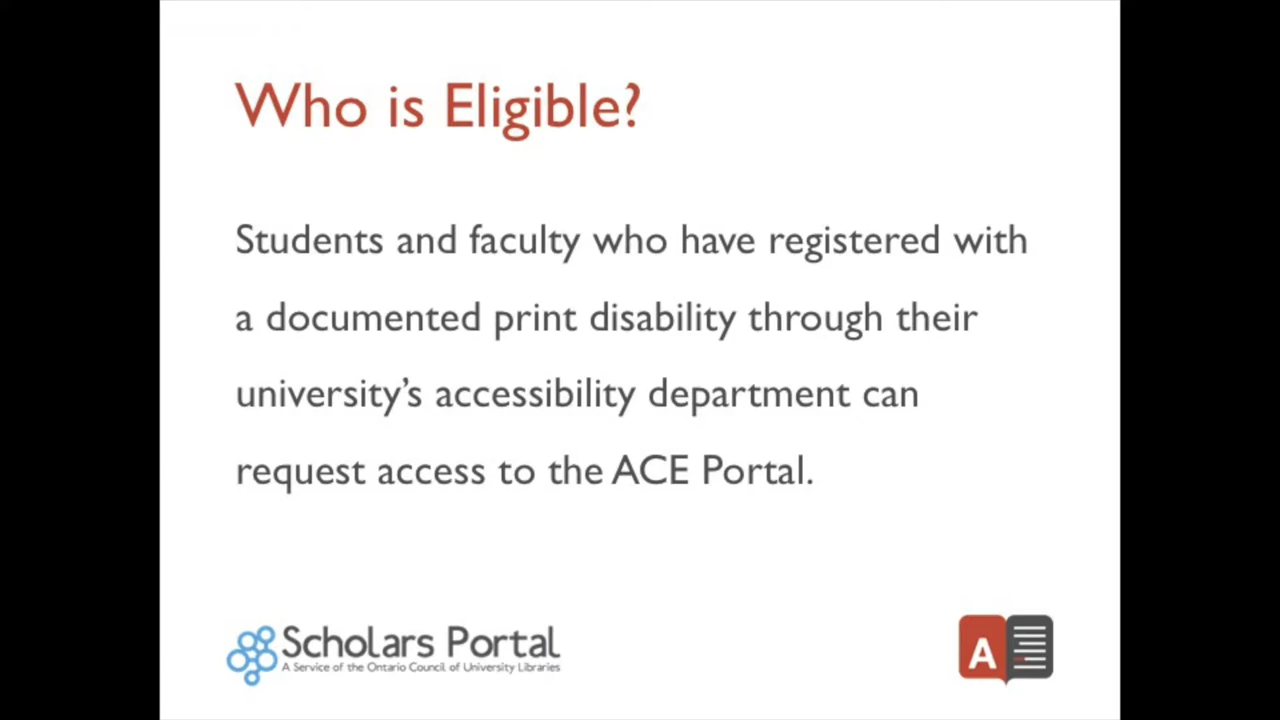 Who is Eligible?
Students and faculty who have registered with
a documented print disability through their
university’s accessibility department can
request access to the ACE Portal.
Scholars Portal
A Service of the Ontario Council of University Libraries
A